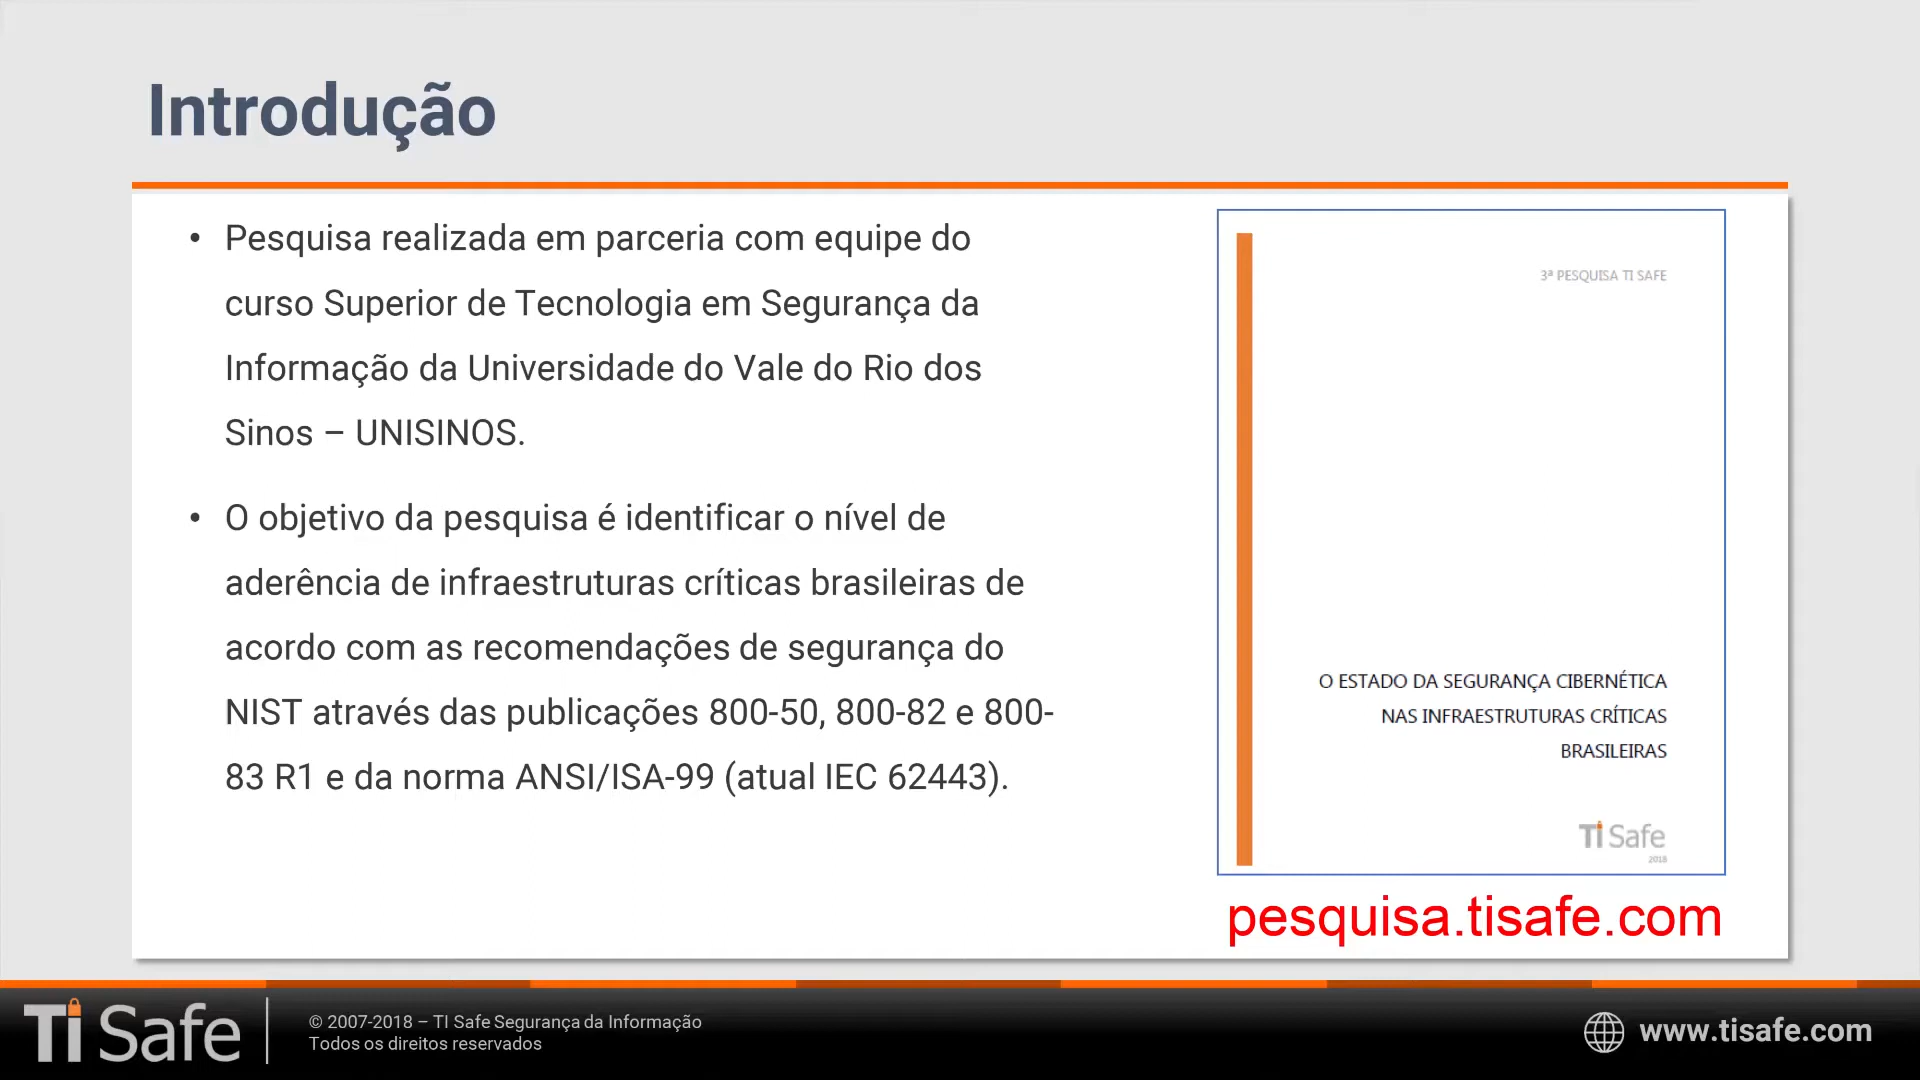 Introdução
• Pesquisa realizada em parceria com equipe do
curso Superior de Tecnologia em Segurança da
Informação da Universidade do Vale do Rio dos
Sinos – UNISINOS.
• O objetivo da pesquisa é identificar o nível de
aderência de infraestruturas críticas brasileiras de
acordo com as recomendações de segurança do
NIST através das publicações 800-50, 800-82 e 800-
83 R1 e da norma ANSI/ISA-99 (atual IEC 62443).
3ª PESQUISA TI SAFE
O ESTADO DA SEGURANÇA CIBERNÉTICA
NAS INFRAESTRUTURAS CRÍTICAS
BRASILEIRAS
Ti Safe
2018
pesquisa.tisafe.com
Ti Safe
© 2007-2018 – TI Safe Segurança da Informação
Todos os direitos reservados
www.tisafe.com